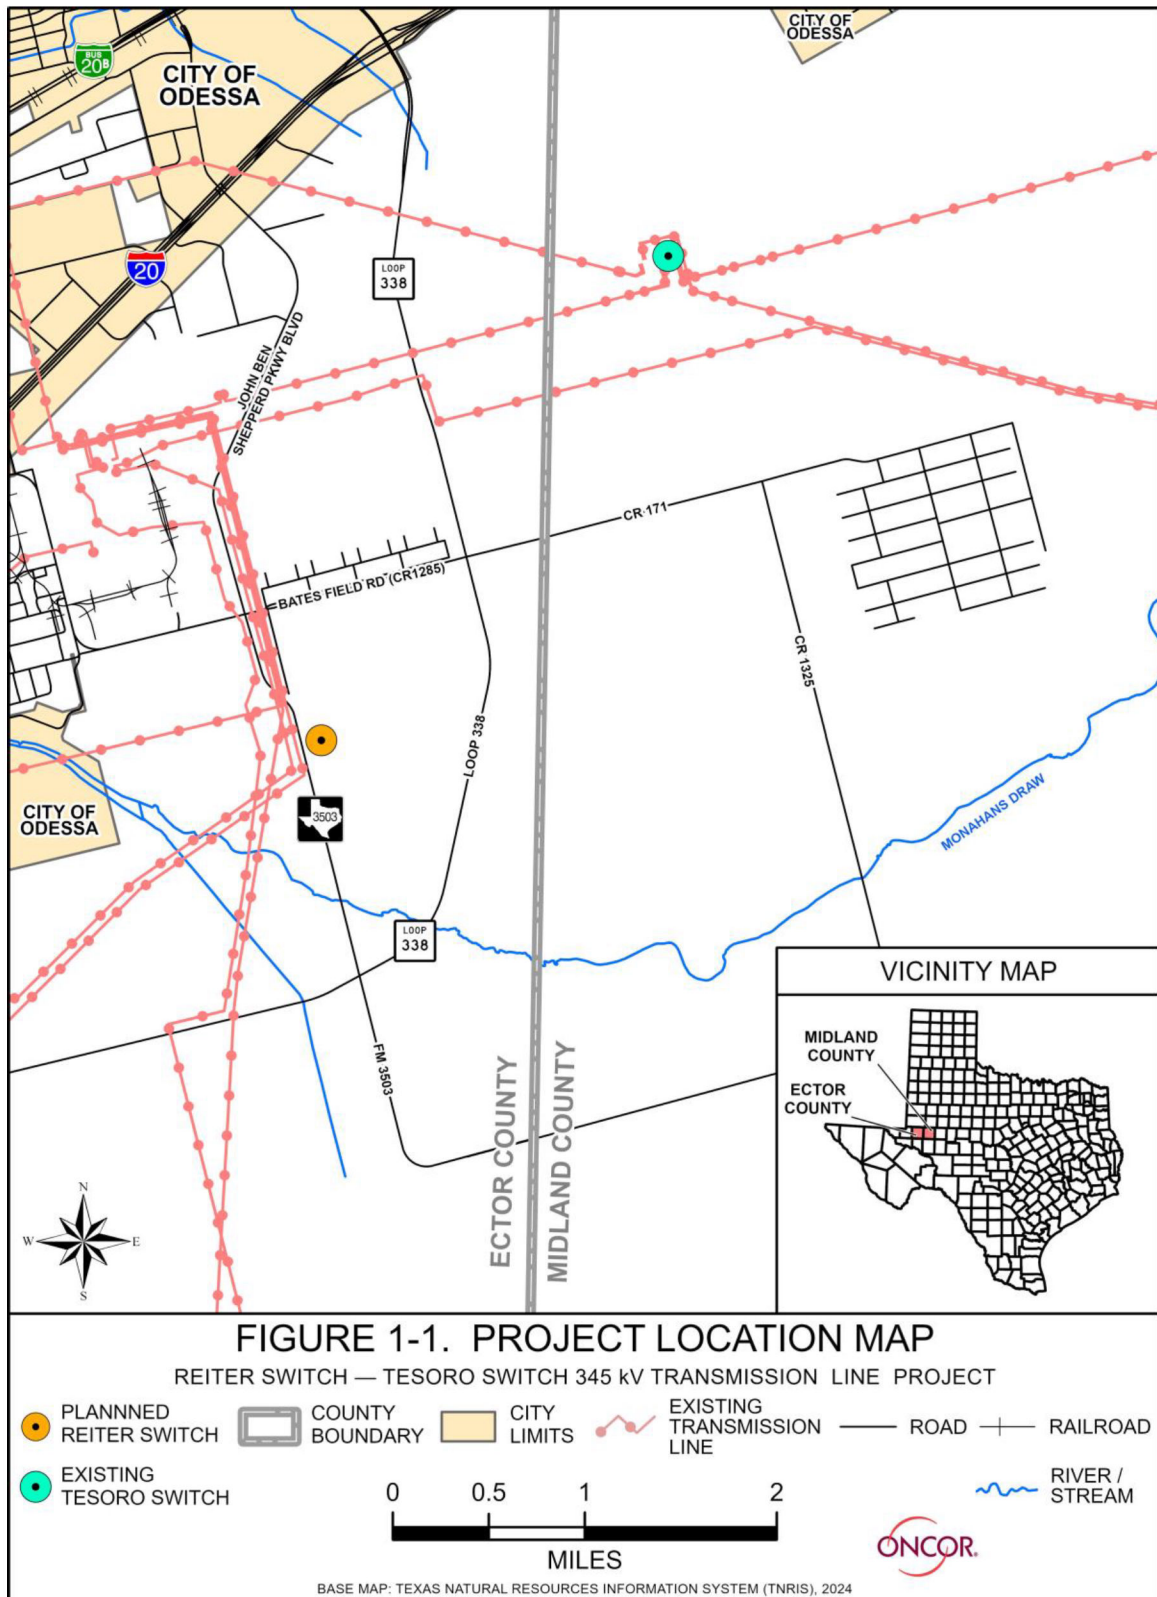 CITY OF
ODESSA
BUS
20B
CITY OF
ODESSA
20
LOOP
338
JOHN BEN
SHEPPERD PKWY BLVD
CR 171
BATES FIELD RD (CR1285)
CR 1325
LOOP 338
MONAHANS DRAW
CITY OF
ODESSA
3503
LOOP
338
FM 3503
ECTOR COUNTY
MIDLAND COUNTY
VICINITY MAP
MIDLAND
COUNTY
ECTOR
COUNTY
N
W
E
S
FIGURE 1-1. PROJECT LOCATION MAP
REITER SWITCH — TESORO SWITCH 345 kV TRANSMISSION LINE PROJECT
PLANNNED
REITER SWITCH
COUNTY
BOUNDARY
CITY
LIMITS
EXISTING
TRANSMISSION
LINE
ROAD
RAILROAD
EXISTING
TESORO SWITCH
RIVER /
STREAM
0 0.5 1 2
MILES
ONCOR®
BASE MAP: TEXAS NATURAL RESOURCES INFORMATION SYSTEM (TNRIS), 2024